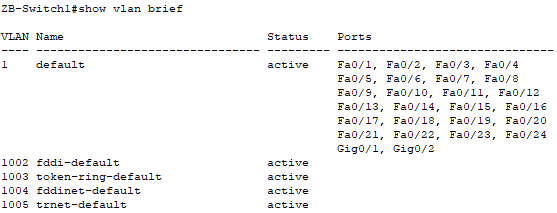 ZB-Switch1#show vlan brief
VLAN Name                             Status    Ports
---- -------------------------------- --------- -------------------------------
1    default                          active    Fa0/1, Fa0/2, Fa0/3, Fa0/4
                                                Fa0/5, Fa0/6, Fa0/7, Fa0/8
                                                Fa0/9, Fa0/10, Fa0/11, Fa0/12
                                                Fa0/13, Fa0/14, Fa0/15, Fa0/16
                                                Fa0/17, Fa0/18, Fa0/19, Fa0/20
                                                Fa0/21, Fa0/22, Fa0/23, Fa0/24
                                                Gig0/1, Gig0/2
1002 fddi-default                     active
1003 token-ring-default               active
1004 fddinet-default                  active
1005 trnet-default                    active